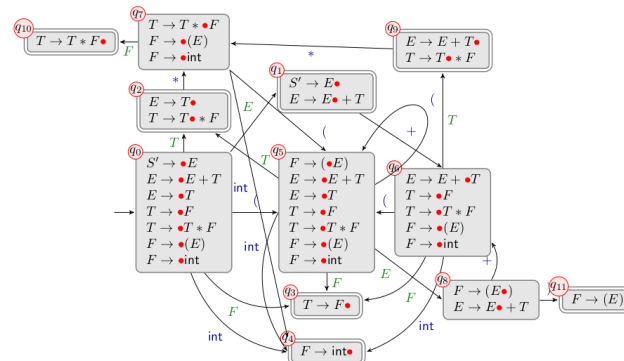 q10
T → T * F●
q7
T → T * ●F
F → ●(E)
F → ●int
q9
E → E + T●
T → T● * F
F
*
*
q1
S′ → E●
E → E● + T
q2
E → T●
T → T● * F
E
(
+
(
T
T
T
q0
S′ → ●E
E → ●E + T
E → ●T
T → ●F
T → ●T * F
F → ●(E)
F → ●int
q5
F → (●E)
E → ●E + T
E → ●T
T → ●F
T → ●T * F
F → ●(E)
F → ●int
q6
E → E + ●T
T → ●F
T → ●T * F
F → ●(E)
F → ●int
int
(
(
int
F
E
+
q8
F → (E●)
E → E● + T
)
q11
F → (E)
F
F
q3
T → F●
int
int
q4
F → int●